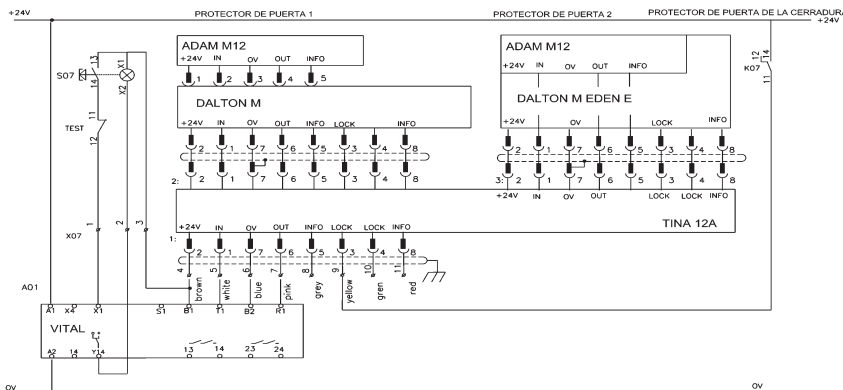 +24V PROTECTOR DE PUERTA 1 PROTECTOR DE PUERTA 2 PROTECTOR DE PUERTA DE LA CERRADURA
+24V
ADAM M12 ADAM M12
+24V IN OV OUT INFO +24V IN OV OUT INFO
1 2 3 4 5
13 X1 12 14
S07 K07
14 X2 11
DALTON M DALTON M EDEN E
+24V IN OV OUT INFO LOCK +24V OV LOCK INFO
11
TEST
12
2 1 7 6 5 3 4 8 2 1 7 6 5 3 4 8
2: 2 1 7 6 5 3 4 8 3: 2 1 7 6 5 3 4 8
+24V IN OV OUT LOCK LOCK INFO
TINA 12A
+24V IN OV OUT INFO LOCK LOCK INFO
1 2 3
X07
1: 2 1 7 6 5 3 4 8
4 5 6 7 8 9 10 11
brown white blue pink grey yellow gren red
A01
A1 X4 X1 S1 B1 T1 B2 R1
VITAL
A2 14 Y14 13 14 23 24
OV OV